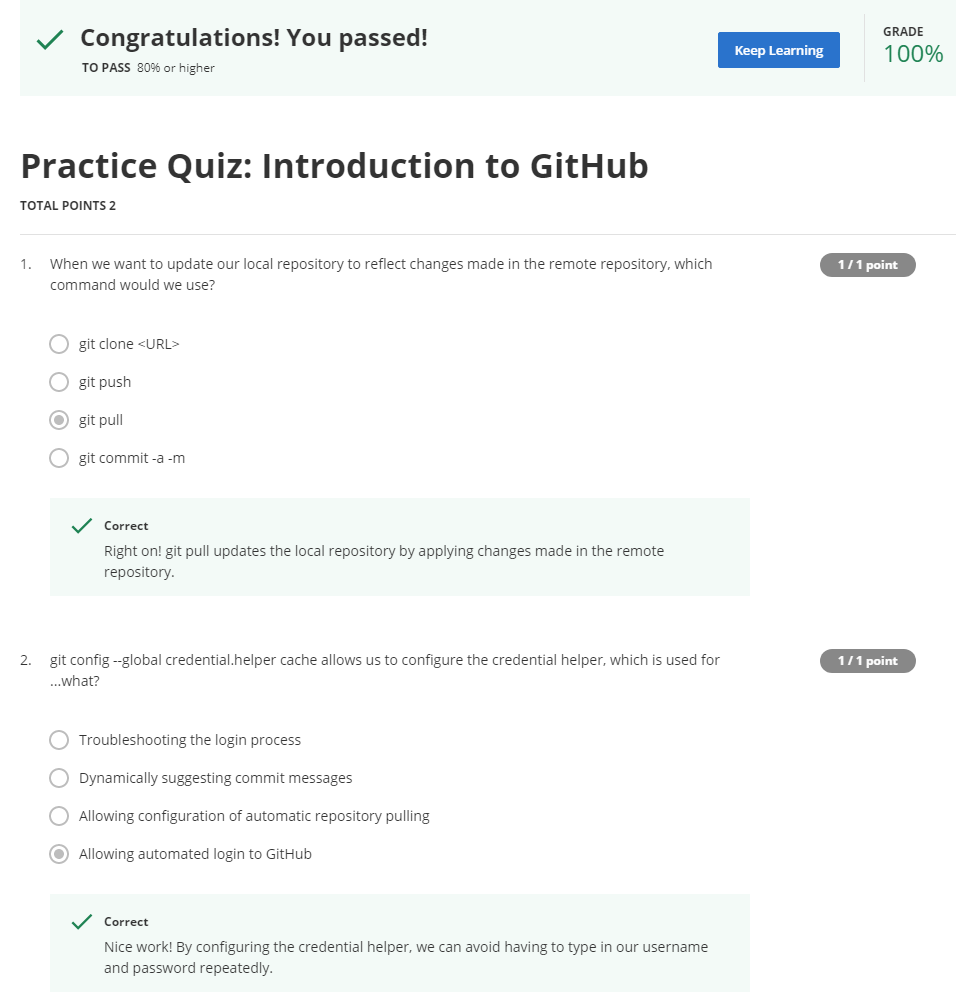 Congratulations! You passed!
TO PASS 80% or higher
Keep Learning
GRADE
100%
Practice Quiz: Introduction to GitHub
TOTAL POINTS 2
1. When we want to update our local repository to reflect changes made in the remote repository, which
command would we use?
1 / 1 point
git clone <URL>
git push
git pull
git commit -a -m
Correct
Right on! git pull updates the local repository by applying changes made in the remote
repository.
2. git config --global credential.helper cache allows us to configure the credential helper, which is used for
...what?
1 / 1 point
Troubleshooting the login process
Dynamically suggesting commit messages
Allowing configuration of automatic repository pulling
Allowing automated login to GitHub
Correct
Nice work! By configuring the credential helper, we can avoid having to type in our username
and password repeatedly.